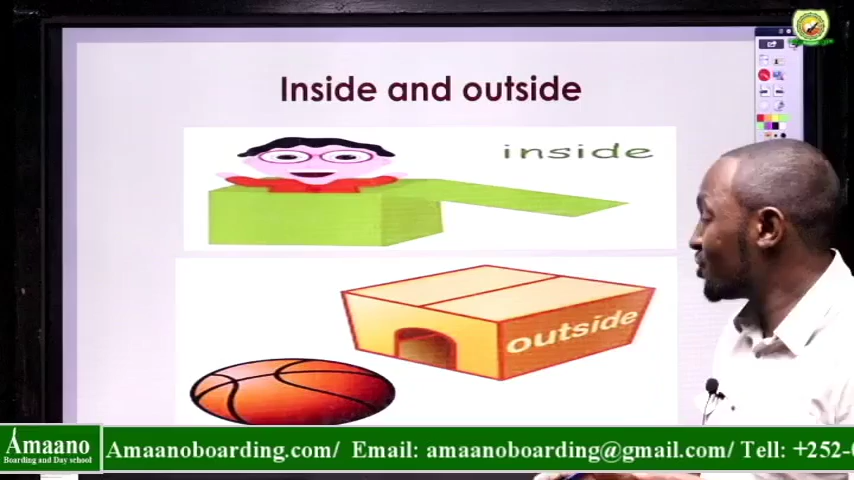 Inside and outside
inside
outside
Amaano
Boarding and Day school
Amaanoboarding.com/ Email: amaanoboarding@gmail.com/ Tell: +252-